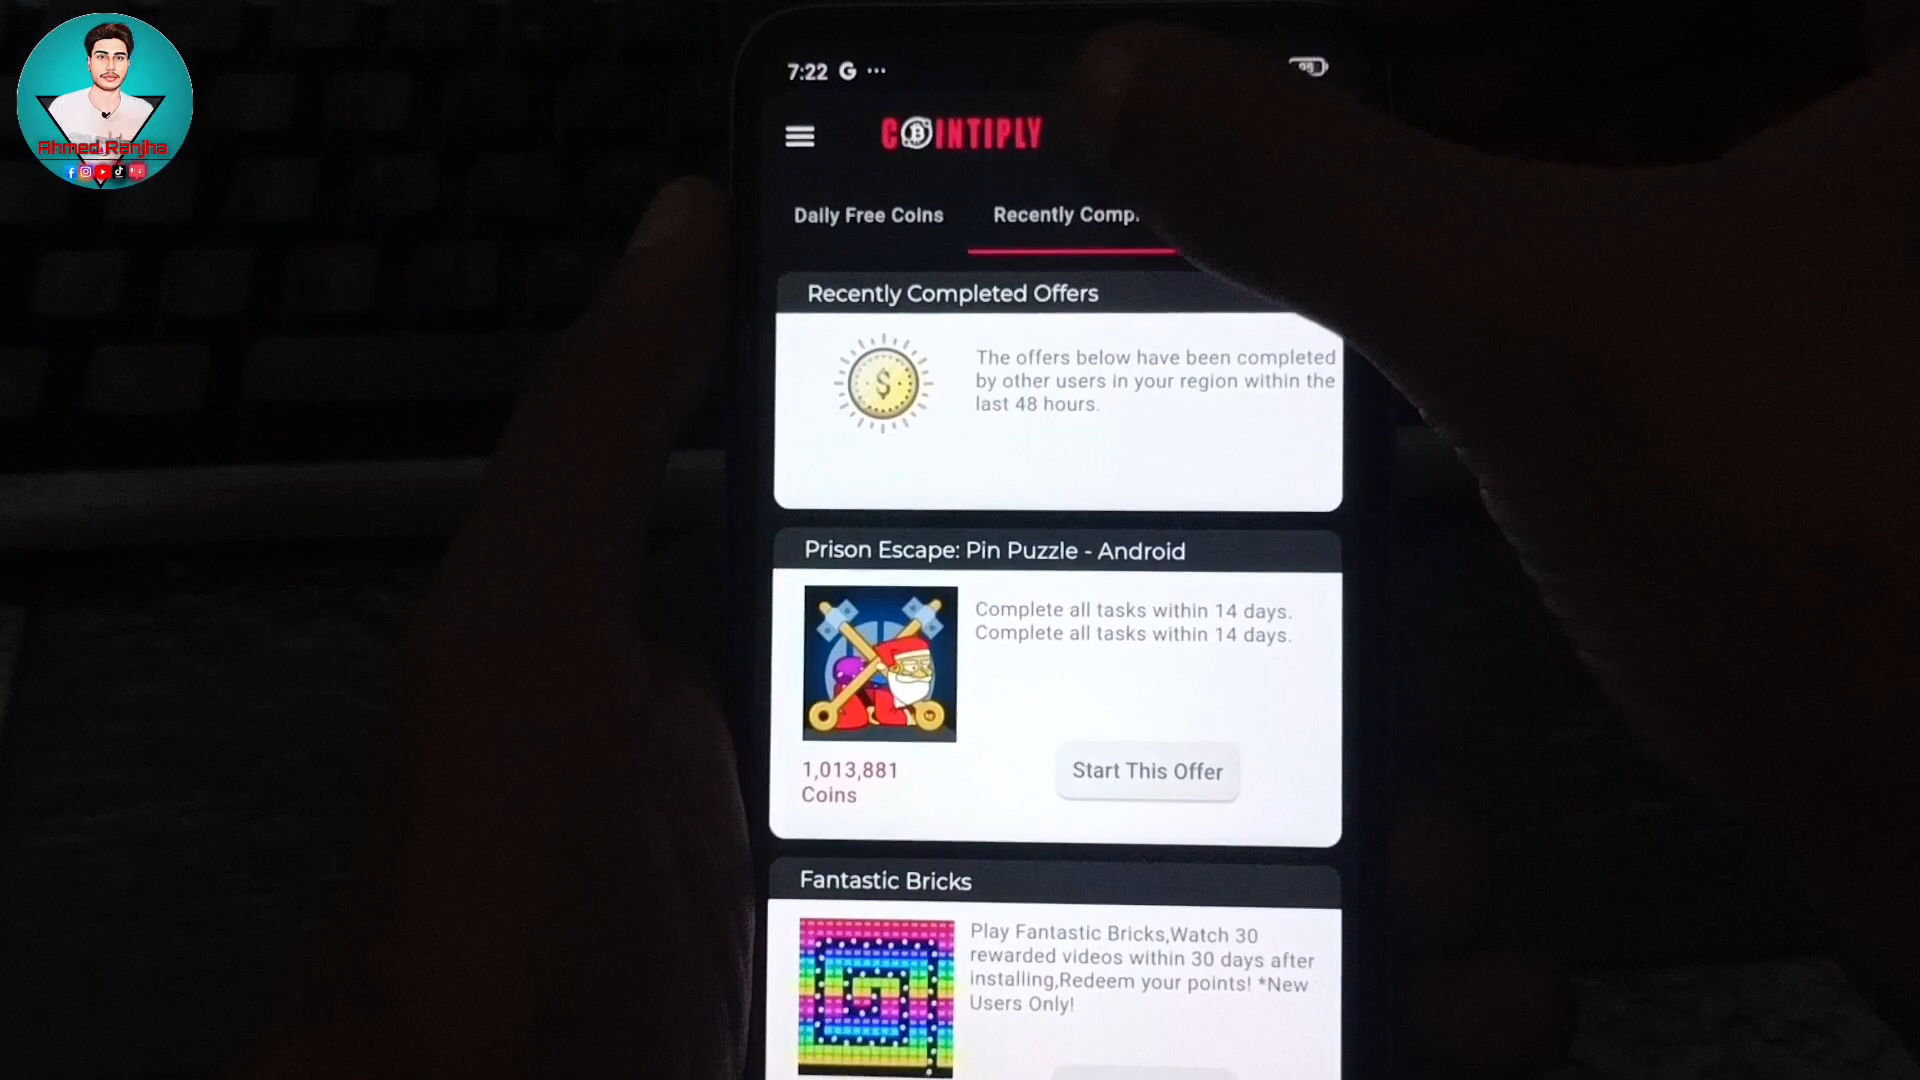 Ahmed Ranjha
7:22 G ...
98
COINTIPLY
Daily Free Coins
Recently Comp
Recently Completed Offers
The offers below have been completed
by other users in your region within the
last 48 hours.
Prison Escape: Pin Puzzle - Android
Complete all tasks within 14 days.
Complete all tasks within 14 days.
1,013,881
Coins
Start This Offer
Fantastic Bricks
Play Fantastic Bricks,Watch 30
rewarded videos within 30 days after
installing,Redeem your points! *New
Users Only!